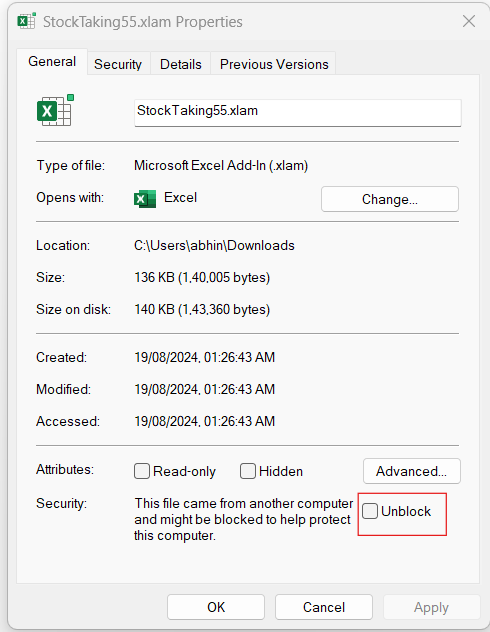 StockTaking55.xlam Properties
General Security Details Previous Versions
StockTaking55.xlam
Type of file: Microsoft Excel Add-In (.xlam)
Opens with: Excel Change...
Location: C:\Users\abhin\Downloads
Size: 136 KB (1,40,005 bytes)
Size on disk: 140 KB (1,43,360 bytes)
Created: 19/08/2024, 01:26:43 AM
Modified: 19/08/2024, 01:26:43 AM
Accessed: 19/08/2024, 01:26:43 AM
Attributes: Read-only Hidden Advanced...
Security: This file came from another computer
and might be blocked to help protect
this computer.
Unblock
OK Cancel Apply